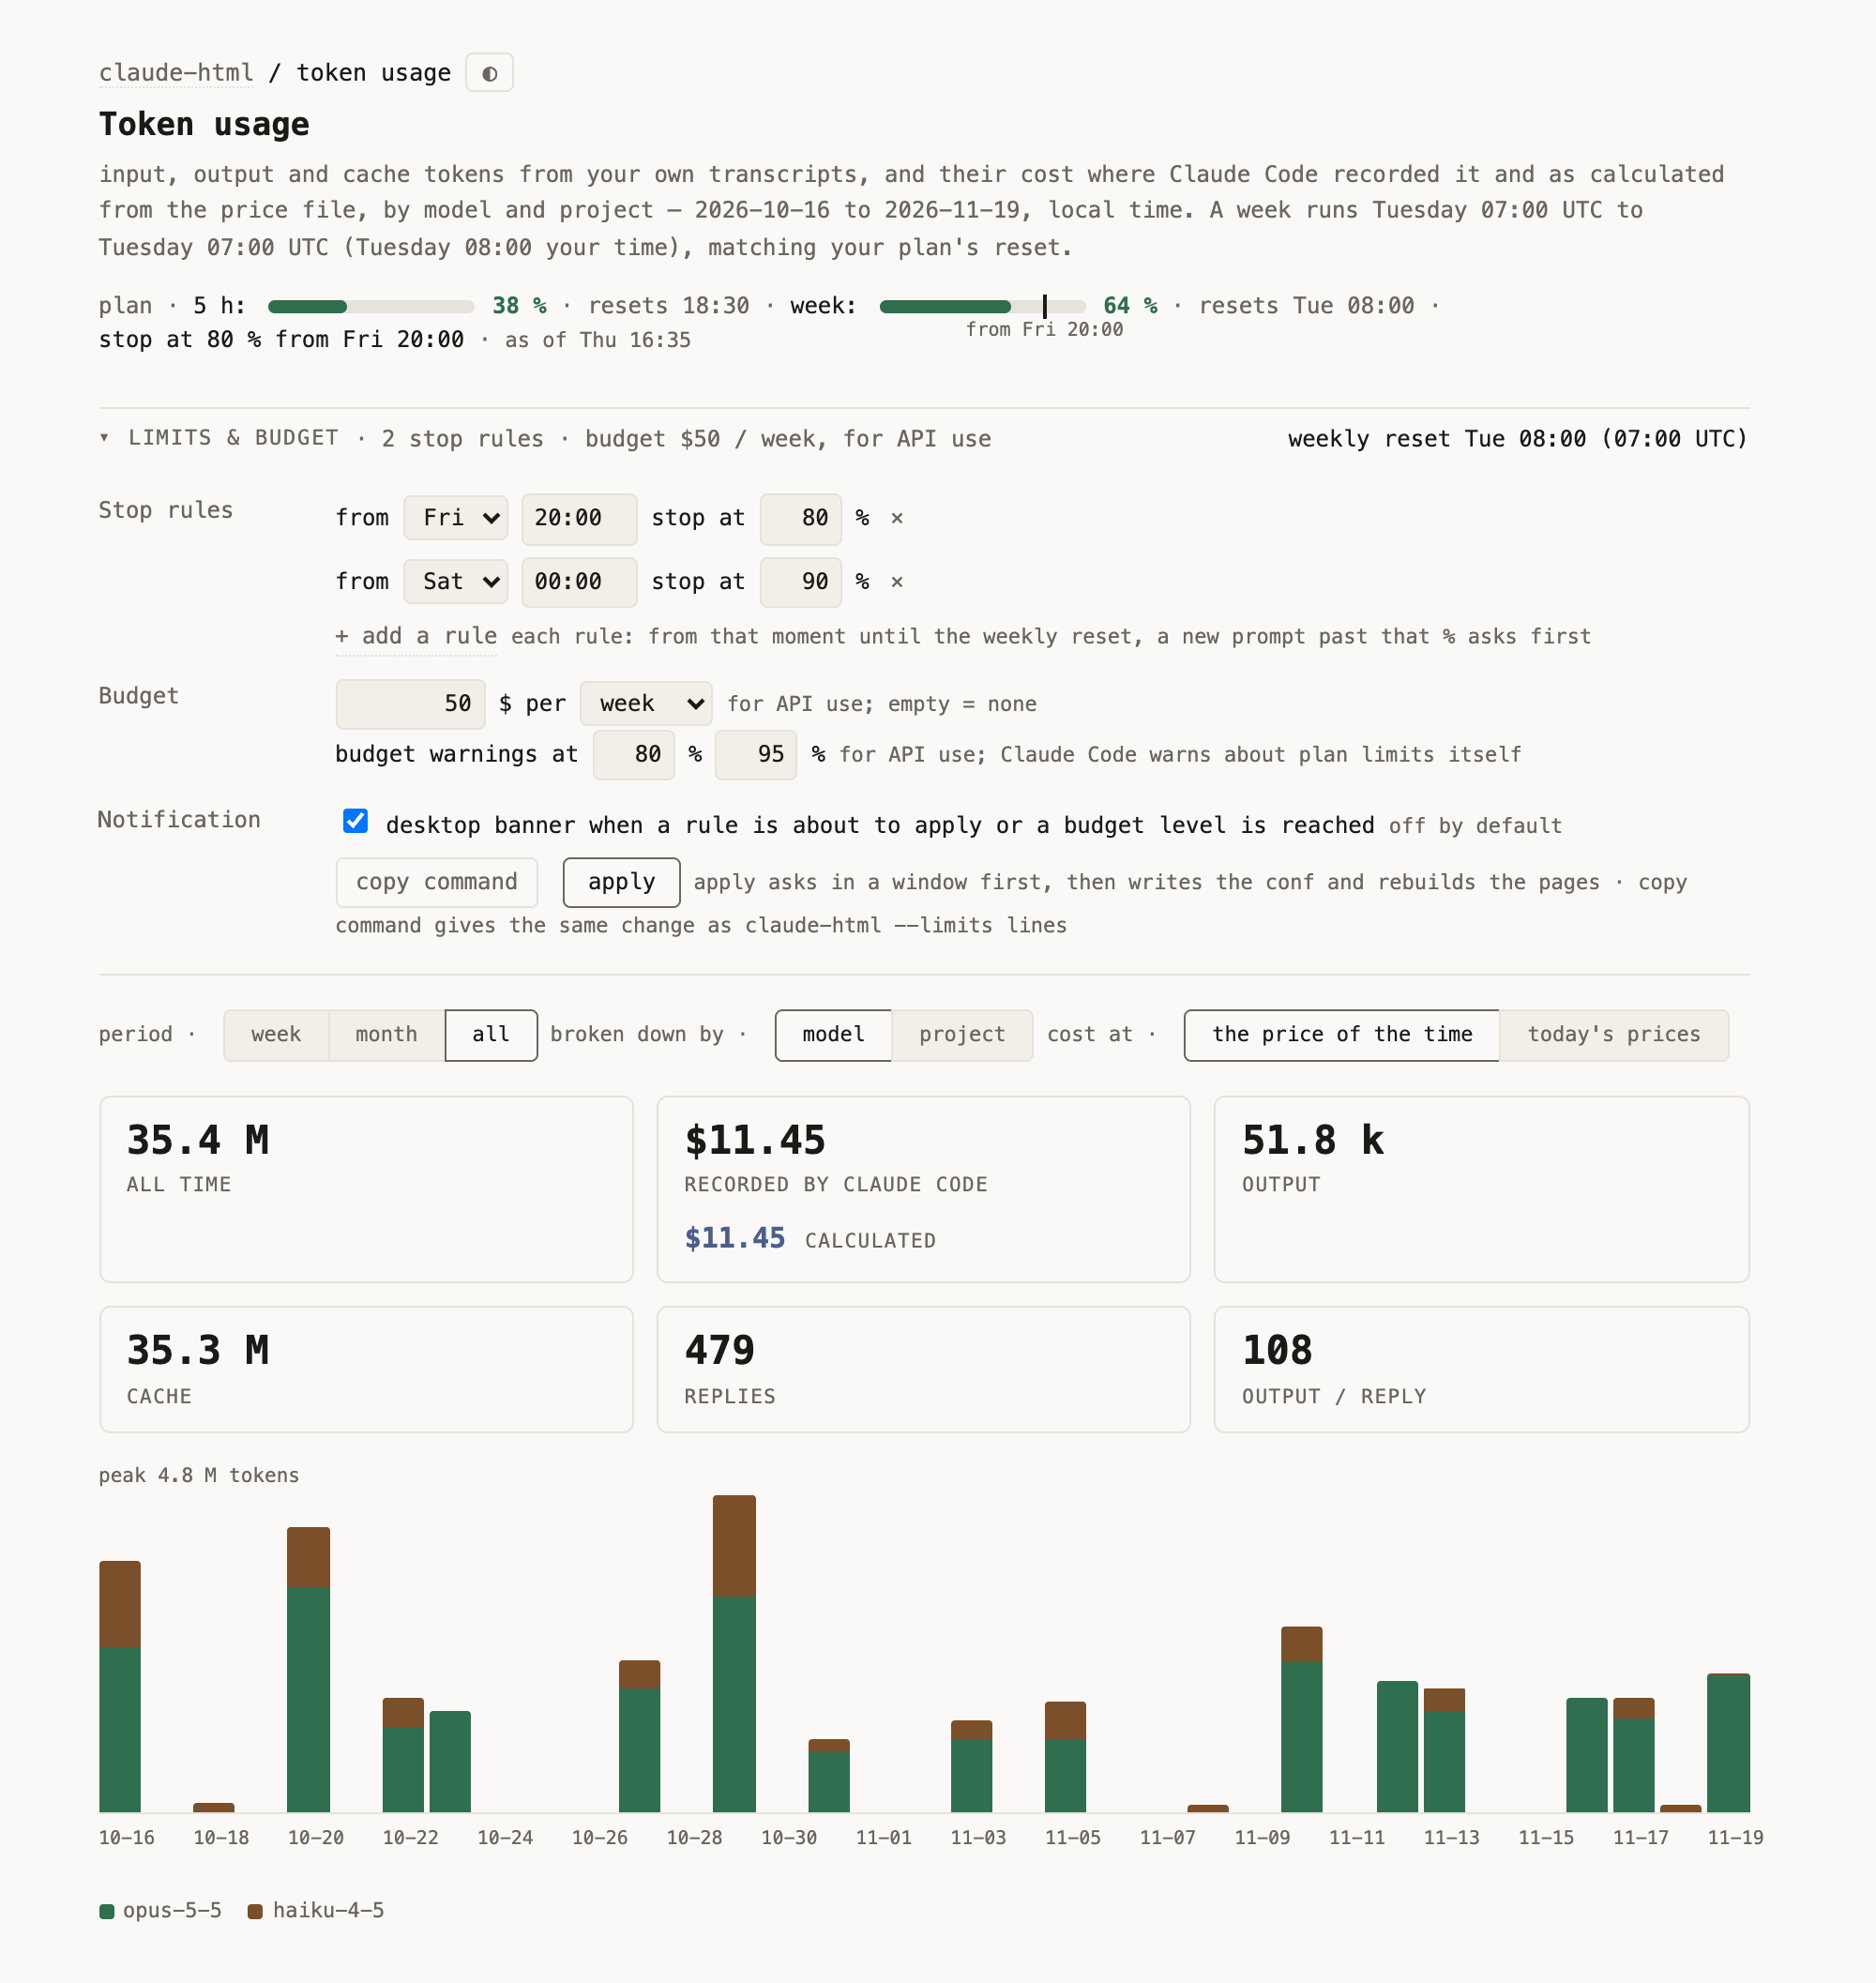 claude-html / token usage ◐
Token usage
input, output and cache tokens from your own transcripts, and their cost where Claude Code recorded it and as calculated
from the price file, by model and project — 2026-10-16 to 2026-11-19, local time. A week runs Tuesday 07:00 UTC to
Tuesday 07:00 UTC (Tuesday 08:00 your time), matching your plan's reset.
plan · 5 h: 38 % · resets 18:30 · week: 64 % · resets Tue 08:00 ·
from Fri 20:00
stop at 80 % from Fri 20:00 · as of Thu 16:35
▾ LIMITS & BUDGET · 2 stop rules · budget $50 / week, for API use weekly reset Tue 08:00 (07:00 UTC)
Stop rules from Fri 20:00 stop at 80 % ×
from Sat 00:00 stop at 90 % ×
+ add a rule each rule: from that moment until the weekly reset, a new prompt past that % asks first
Budget 50 $ per week for API use; empty = none
budget warnings at 80 % 95 % for API use; Claude Code warns about plan limits itself
Notification desktop banner when a rule is about to apply or a budget level is reached off by default
copy command apply apply asks in a window first, then writes the conf and rebuilds the pages · copy
command gives the same change as claude-html --limits lines
period · week month all broken down by · model project cost at · the price of the time today's prices
35.4 M
ALL TIME
$11.45
RECORDED BY CLAUDE CODE
$11.45 CALCULATED
51.8 k
OUTPUT
35.3 M
CACHE
479
REPLIES
108
OUTPUT / REPLY
peak 4.8 M tokens
10-16 10-18 10-20 10-22 10-24 10-26 10-28 10-30 11-01 11-03 11-05 11-07 11-09 11-11 11-13 11-15 11-17 11-19
opus-5-5 haiku-4-5